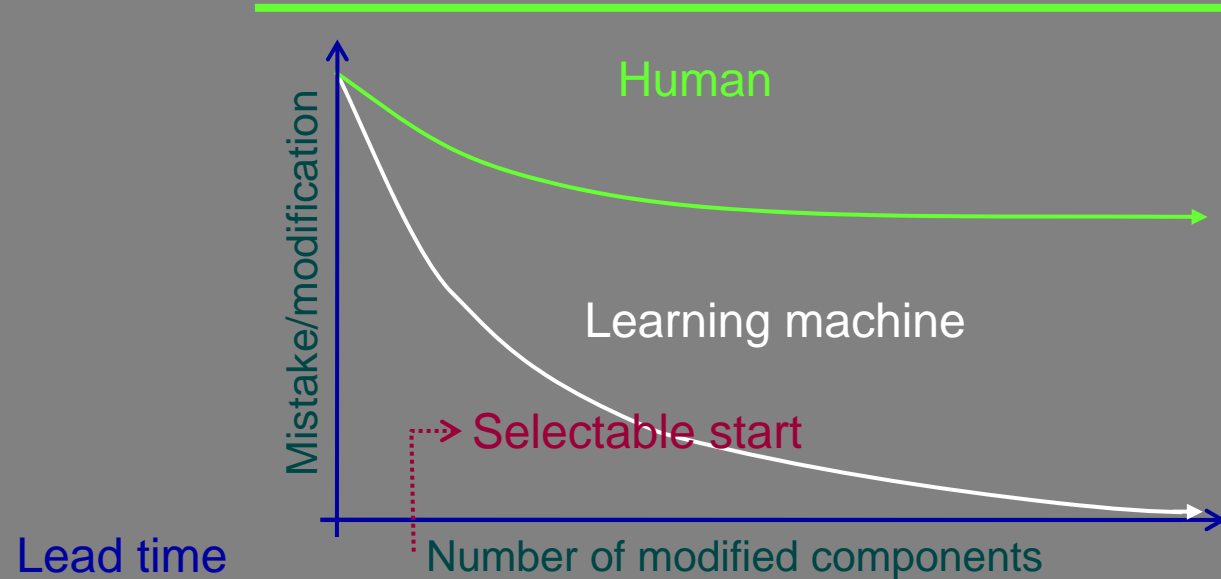 Human
Mistake/modification
Learning machine
Selectable start
Lead time
Number of modified components